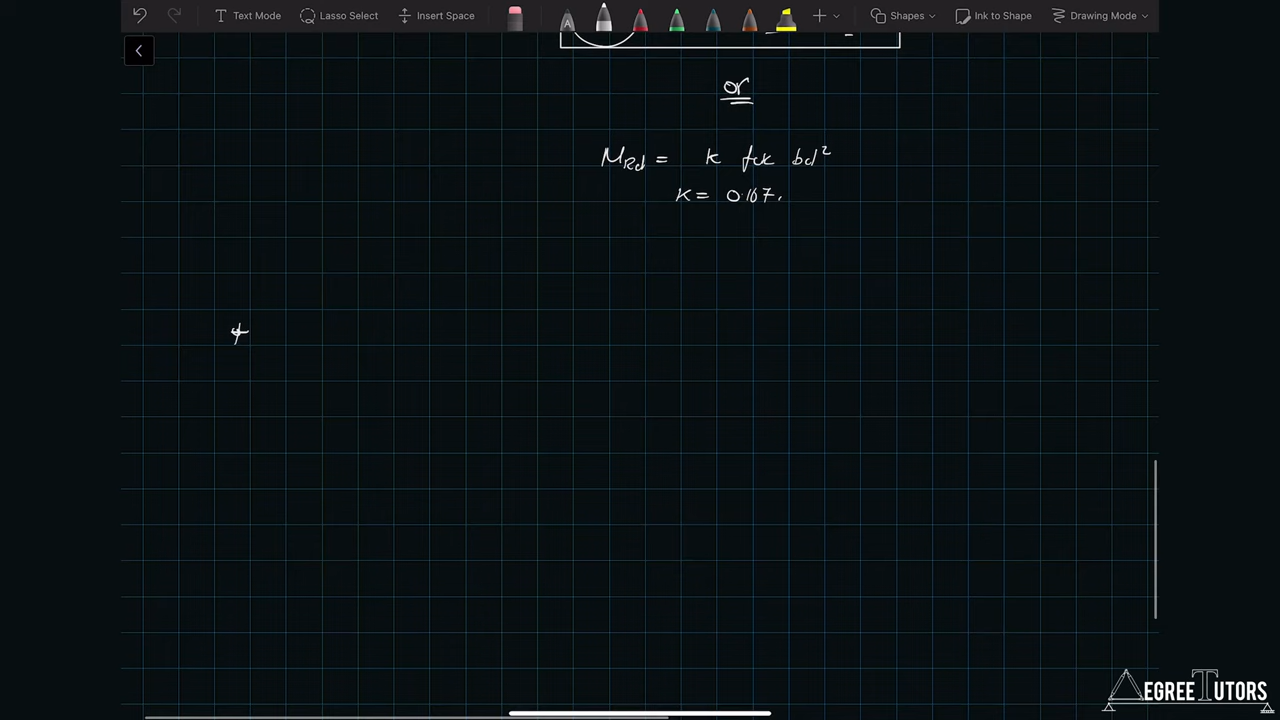 Text Mode Lasso Select Insert Space A Shapes Ink to Shape Drawing Mode
or
MRd = k fck bd²
K = 0.167.
DEGREE TUTORS